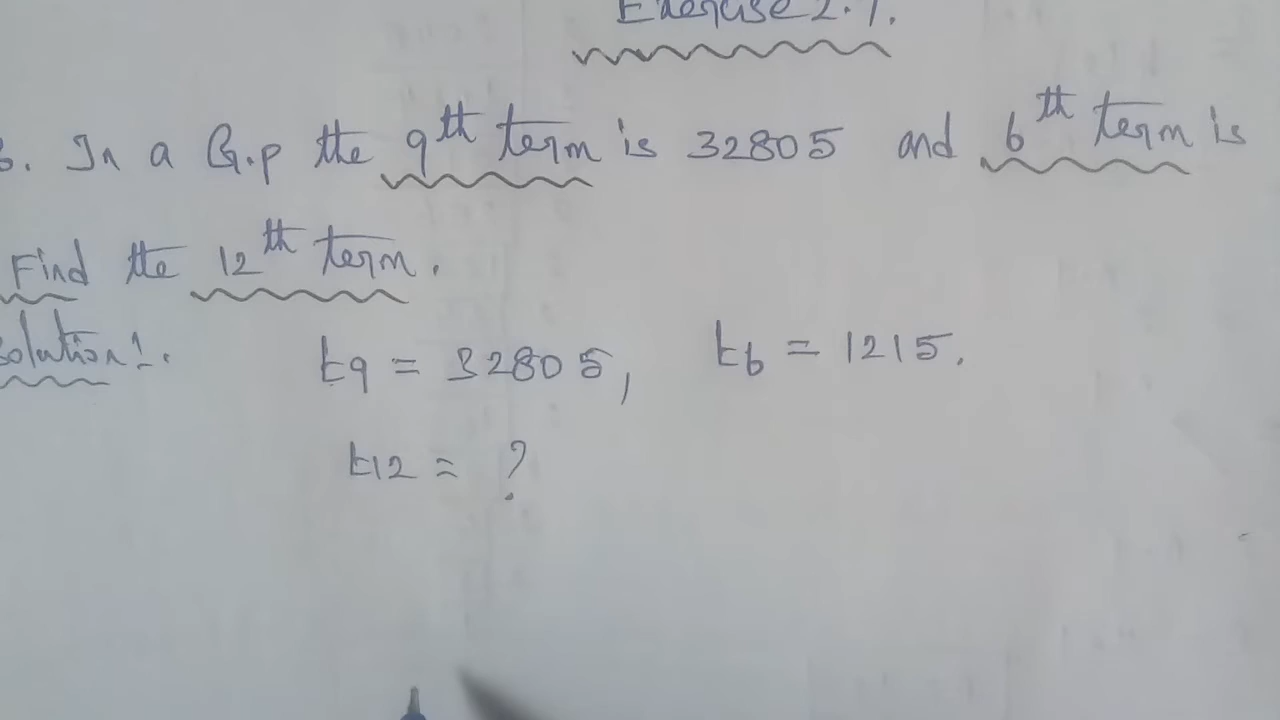 Exercise 2.7.
In a G.P the 9th term is 32805 and 6th term is
Find the 12th term.
Solution:.
t9 = 32805, t6 = 1215.
t12 = ?